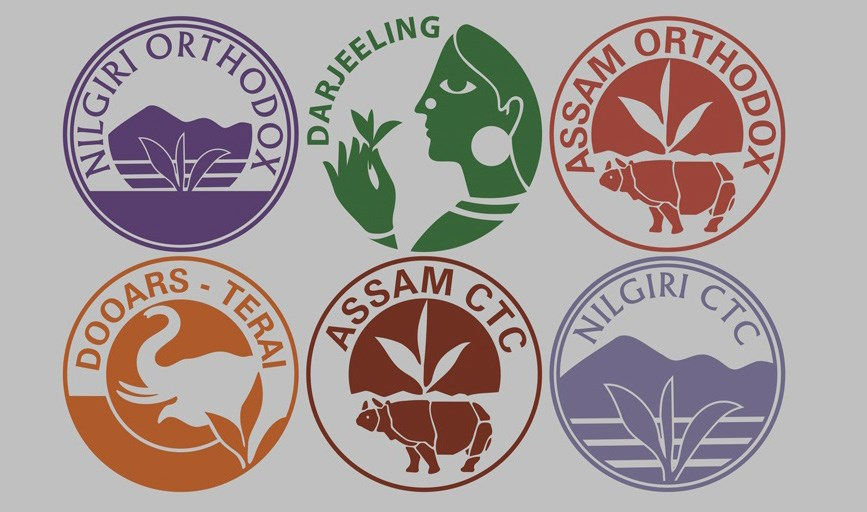 NILGIRI ORTHODOX
DARJEELING
ASSAM ORTHODOX
DOOARS - TERAI
ASSAM CTC
NILGIRI CTC